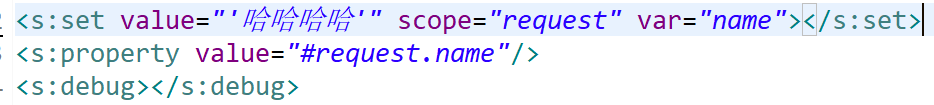 <s:set value="'哈哈哈哈'" scope="request" var="name"></s:set>
<s:property value="#request.name"/>
<s:debug></s:debug>